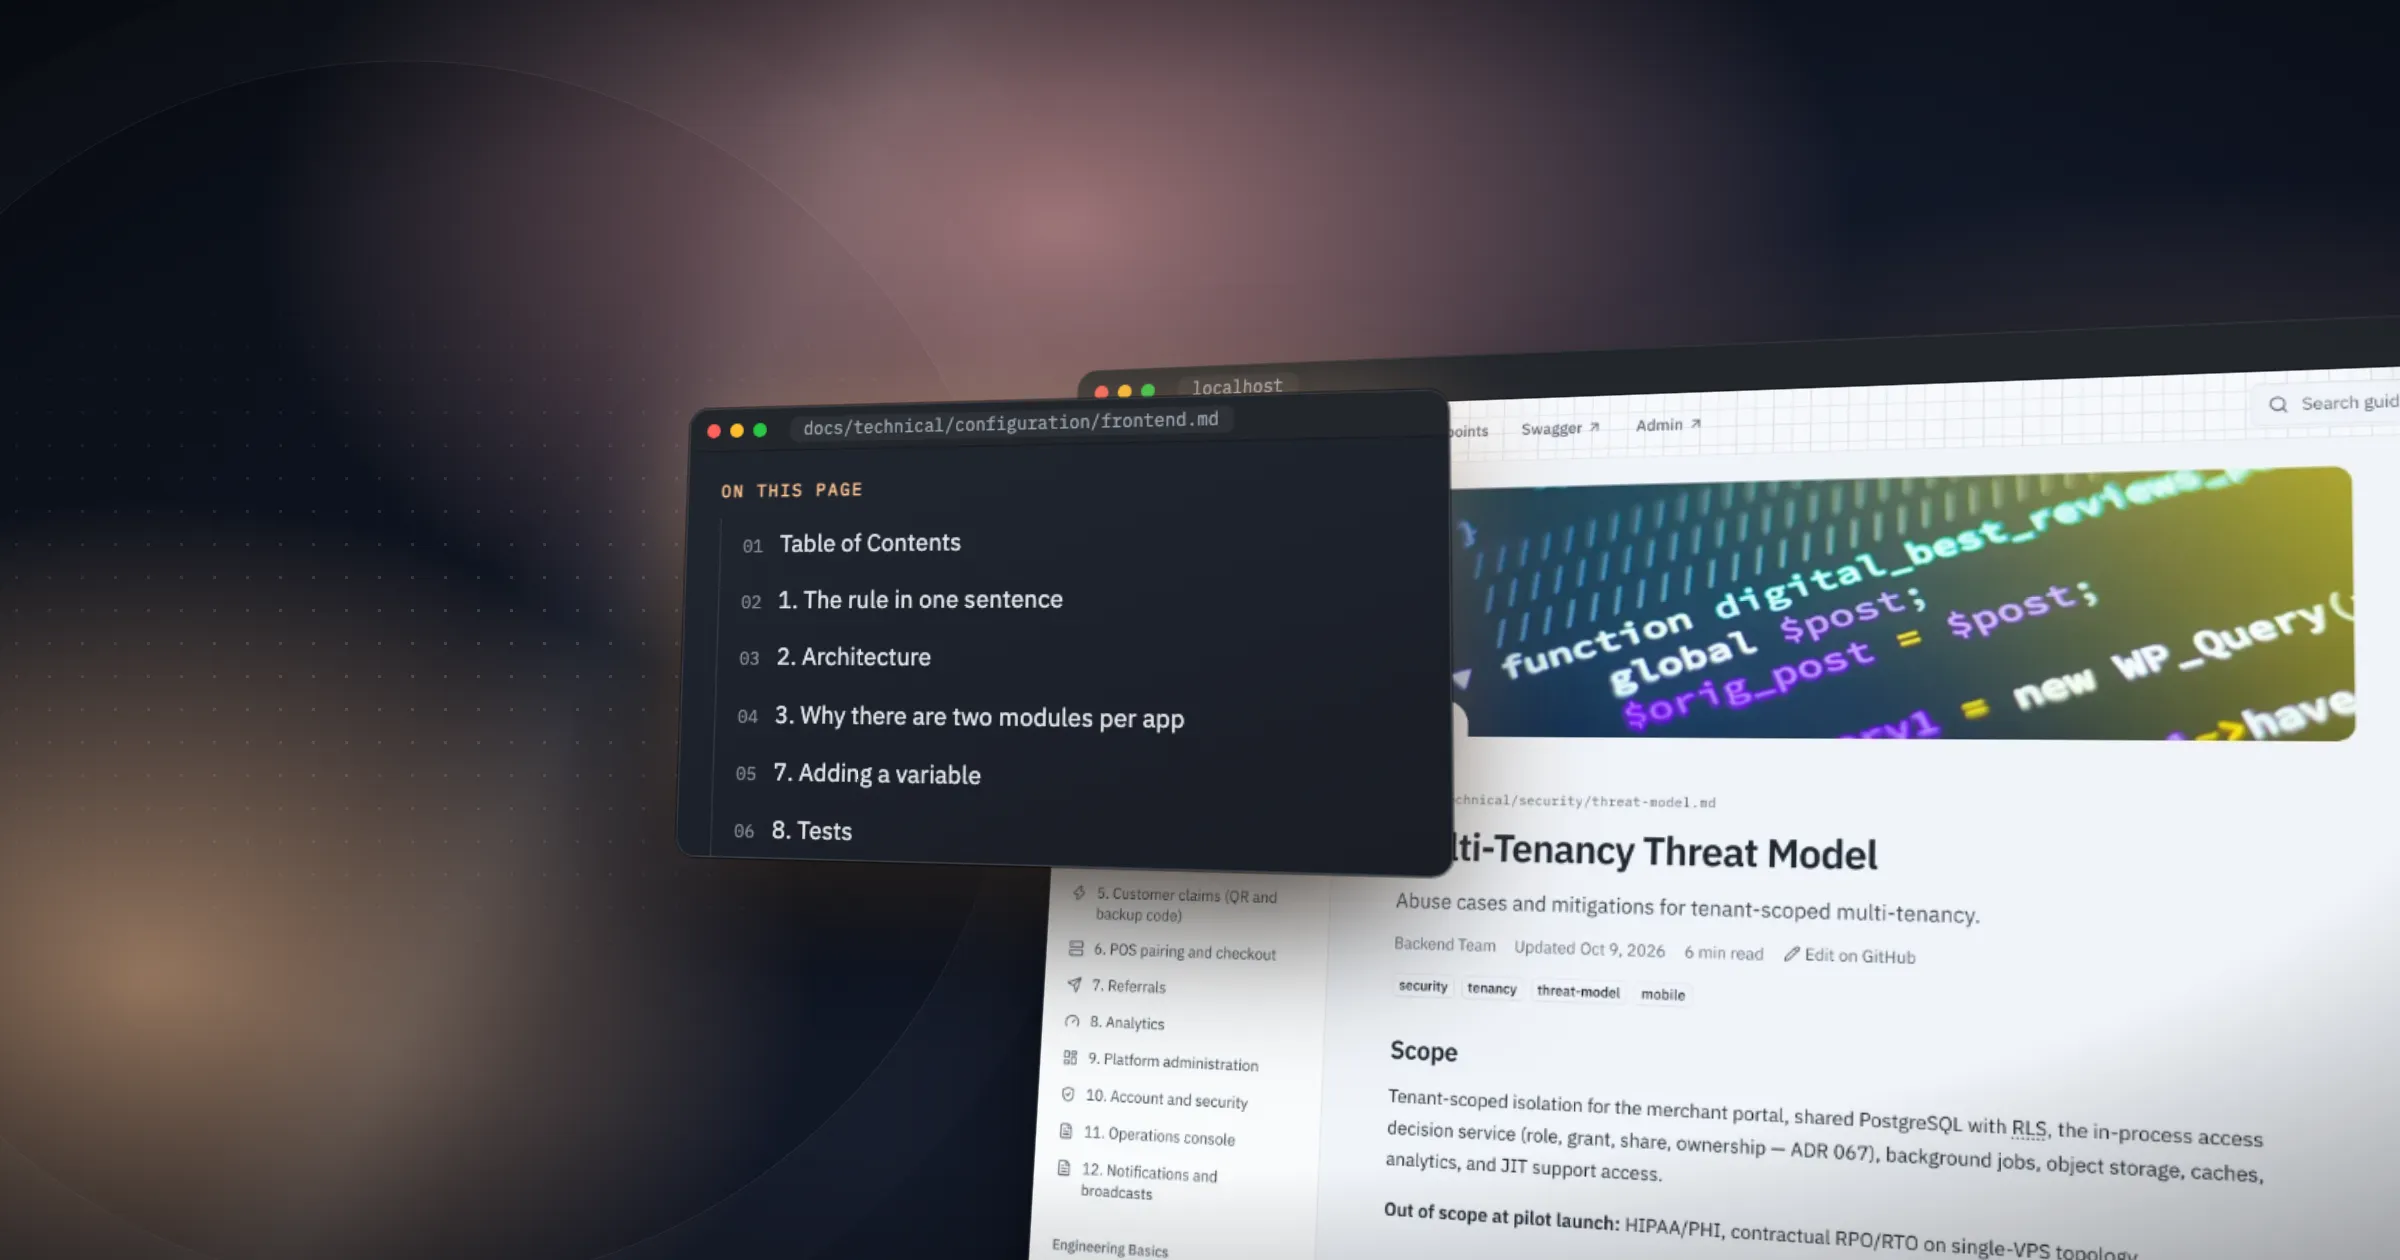 localhost
docs/technical/configuration/frontend.md
Swagger ↗
Admin ↗
Search
ON THIS PAGE
01 Table of Contents
02 1. The rule in one sentence
03 2. Architecture
04 3. Why there are two modules per app
05 7. Adding a variable
06 8. Tests
}
function digital_best_reviews_
global $post;
$orig_post = $post;
= new WP_Query(
->have
/security/threat-model.md
Threat Model
Abuse cases and mitigations for tenant-scoped multi-tenancy.
Backend Team Updated Oct 9, 2026 6 min read Edit on GitHub
security tenancy threat-model mobile
Scope
Tenant-scoped isolation for the merchant portal, shared PostgreSQL with RLS, the in-process access
decision service (role, grant, share, ownership — ADR 067), background jobs, object storage, caches,
analytics, and JIT support access.
Out of scope at pilot launch: HIPAA/PHI, contractual RPO/RTO on single-VPS topology
5. Customer claims (QR and
backup code)
6. POS pairing and checkout
7. Referrals
8. Analytics
9. Platform administration
10. Account and security
11. Operations console
12. Notifications and
broadcasts
Engineering Basics